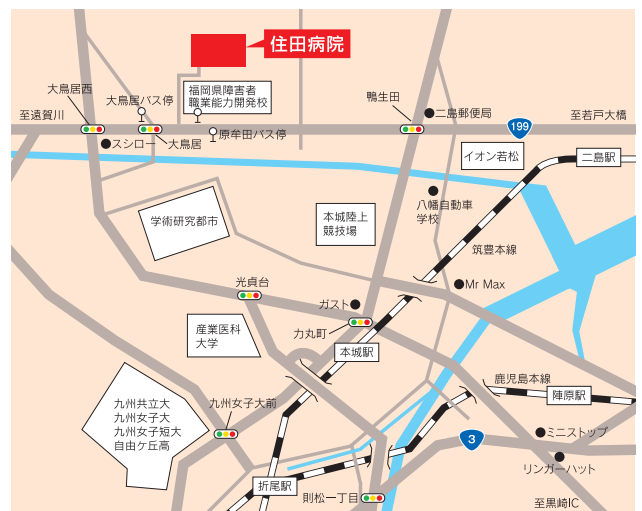 住田病院
大鳥居西
大鳥居バス停
福岡県障害者
職業能力開発校
鴨生田
二島郵便局
至遠賀川
至若戸大橋
199
スシロー
大鳥居
原牟田バス停
イオン若松
二島駅
学術研究都市
本城陸上
競技場
八幡自動車
学校
筑豊本線
光貞台
ガスト
Mr Max
産業医科
大学
力丸町
本城駅
鹿児島本線
陣原駅
九州共立大
九州女子大
九州女子短大
自由ケ丘高
九州女子大前
3
ミニストップ
リンガーハット
折尾駅
則松一丁目
至黒崎IC